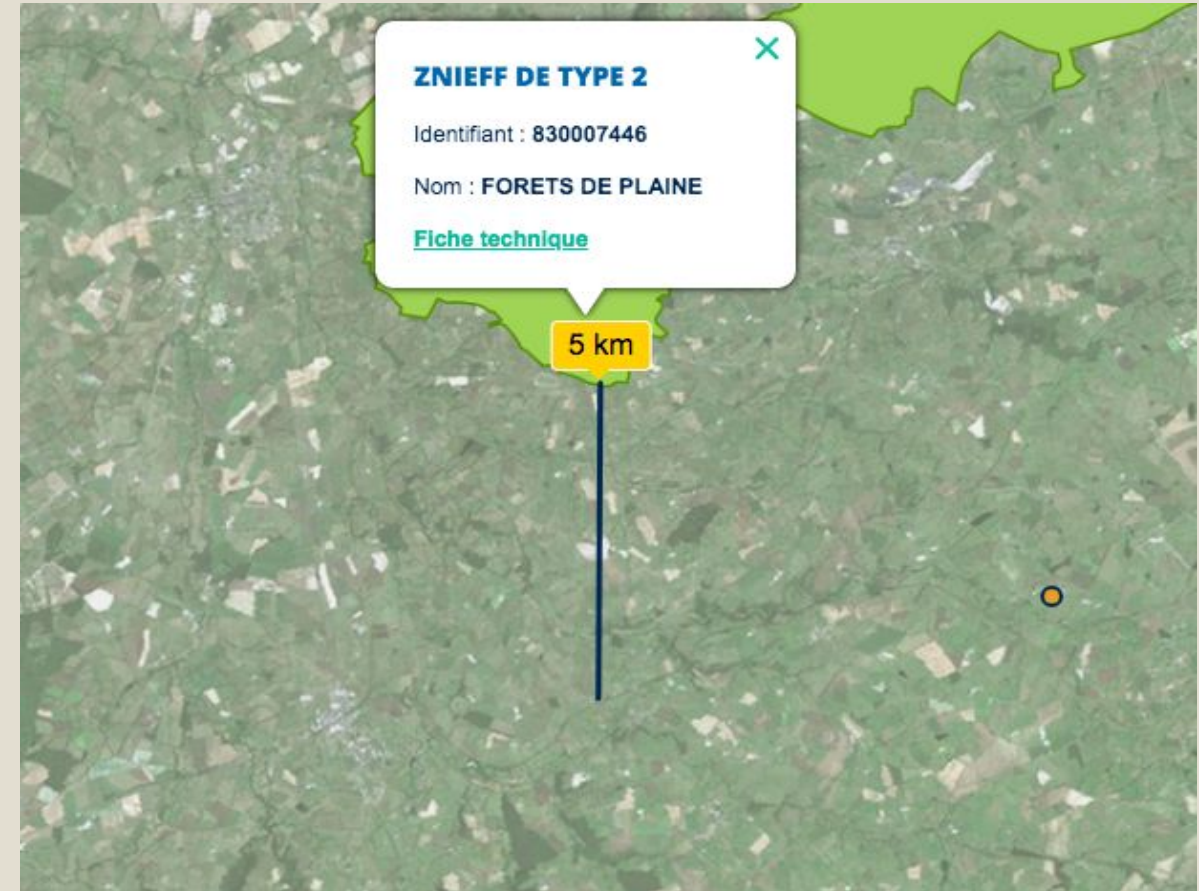 ZNIEFF DE TYPE 2
Identifiant : 830007446
Nom : FORETS DE PLAINE
Fiche technique
5 km